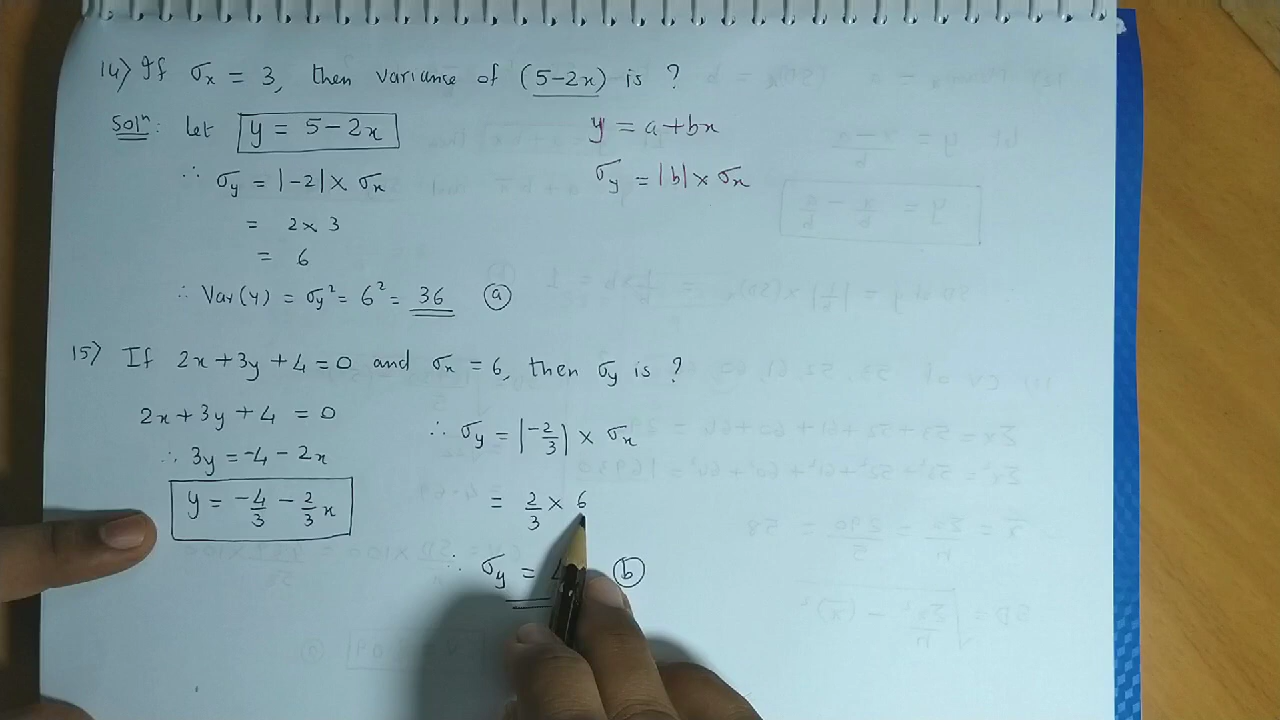 14) If σx = 3, then variance of (5-2x) is ?
Solⁿ: Let y = 5 - 2x
y = a + bx
∴ σy = |-2| × σx
σy = |b| × σx
= 2 × 3
= 6
∴ Var(y) = σy² = 6² = 36 (a)
15) If 2x + 3y + 4 = 0 and σx = 6, then σy is ?
2x + 3y + 4 = 0
∴ 3y = -4 - 2x
y = -4/3 - 2/3 x
∴ σy = |-2/3| × σx
= 2/3 × 6
∴ σy = (b)